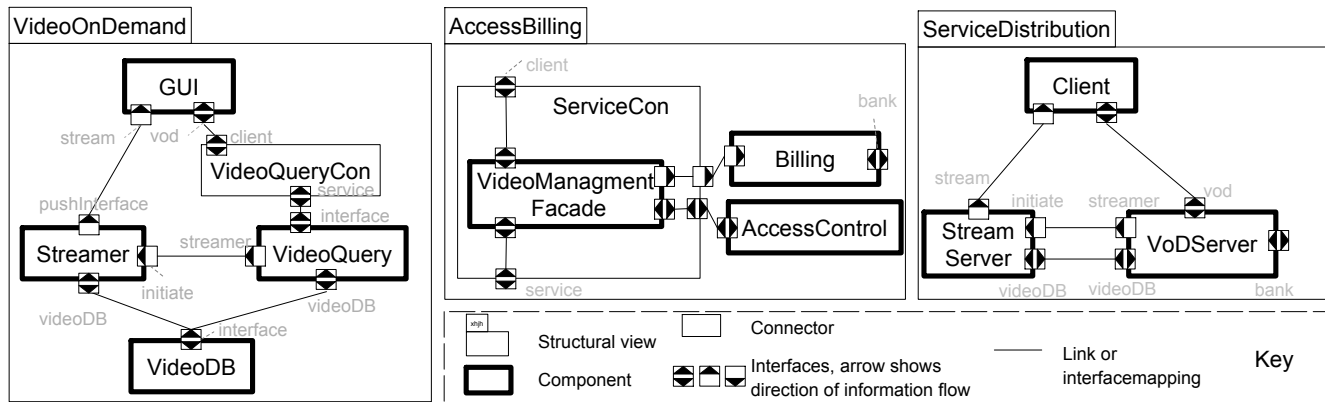 VideoOnDemand
GUI
stream
vod
client
VideoQueryCon
service
pushInterface
interface
Streamer
streamer
VideoQuery
initiate
videoDB
videoDB
interface
VideoDB
AccessBilling
client
ServiceCon
bank
Billing
VideoManagment
Facade
AccessControl
service
ServiceDistribution
Client
stream
initiate
streamer
vod
Stream
Server
VoDServer
videoDB
videoDB
bank
xhjh
Structural view
Connector
Component
Interfaces, arrow shows
direction of information flow
Link or
interfacemapping
Key